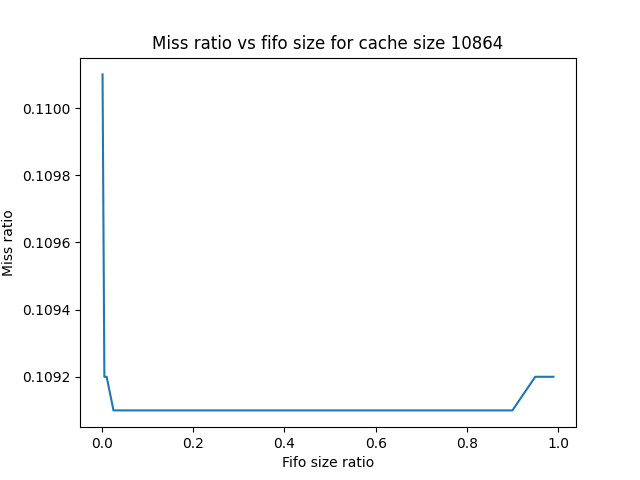 Miss ratio vs fifo size for cache size 10864
0.1100
0.1098
0.1096
0.1094
0.1092
Miss ratio
0.0 0.2 0.4 0.6 0.8 1.0
Fifo size ratio